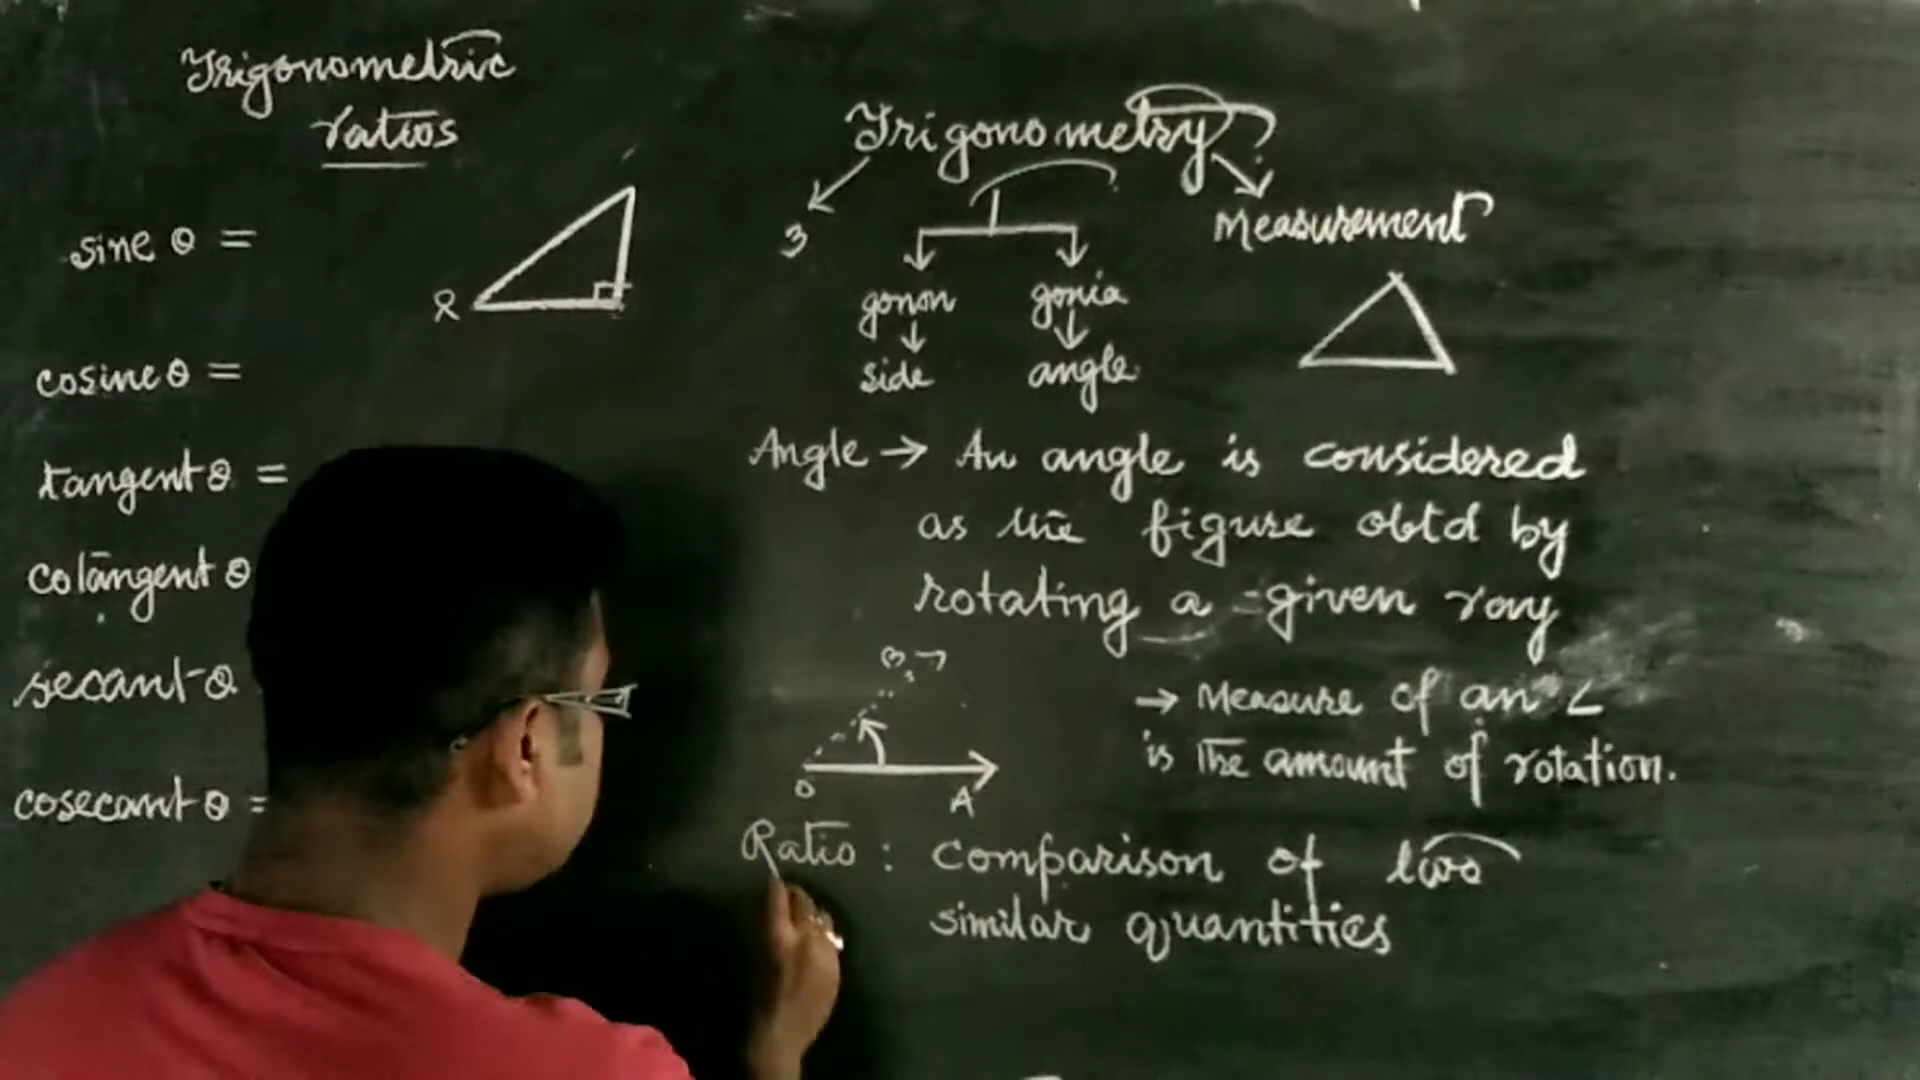 Trigonometric
ratios
sine θ =
R
cosine θ =
tangent θ =
cotangent θ
secant θ
cosecant θ =
Trigonometry
3
Measurement
gonon gonia
side angle
Angle → An angle is considered
as the figure obtd by
rotating a given ray
B
O A
→ Measure of an ∠
is the amount of rotation.
Ratio : Comparison of two
similar quantities